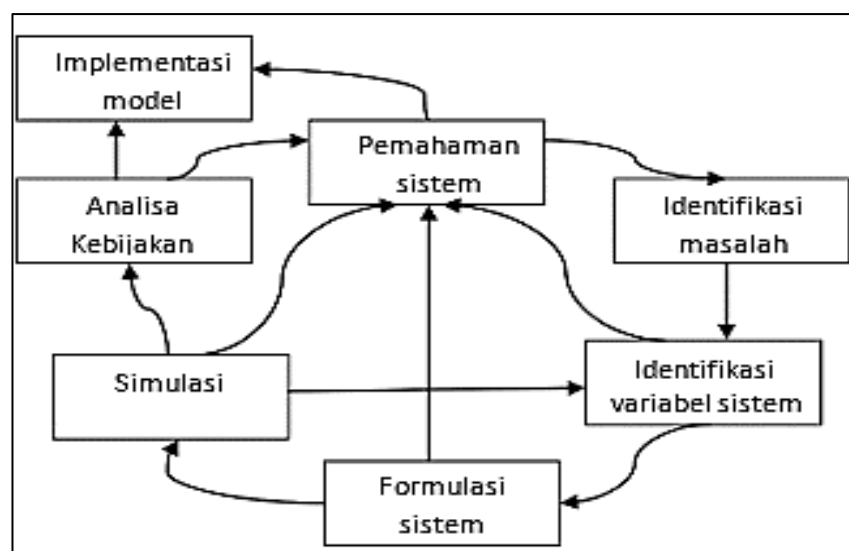 Implementasi
model
Pemahaman
sistem
Analisa
Kebijakan
Identifikasi
masalah
Simulasi
Identifikasi
variabel sistem
Formulasi
sistem